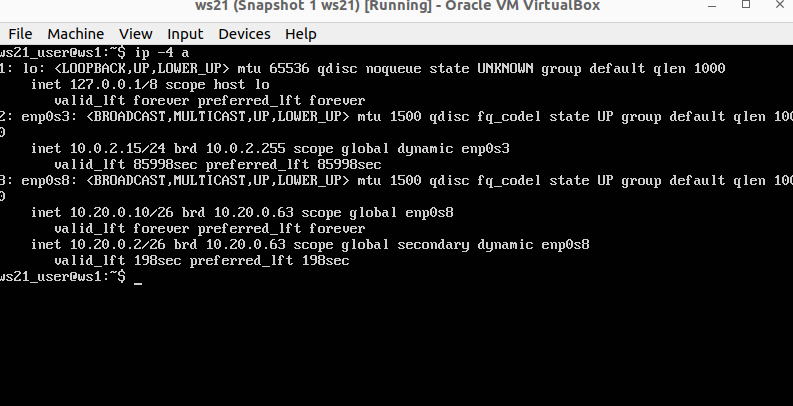 ws21 (Snapshot 1 ws21) [Running] - Oracle VM VirtualBox
File Machine View Input Devices Help
ws21_user@ws1:~$ ip -4 a
1: lo: <LOOPBACK,UP,LOWER_UP> mtu 65536 qdisc noqueue state UNKNOWN group default qlen 1000
inet 127.0.0.1/8 scope host lo
valid_lft forever preferred_lft forever
2: enp0s3: <BROADCAST,MULTICAST,UP,LOWER_UP> mtu 1500 qdisc fq_codel state UP group default qlen 100
0
inet 10.0.2.15/24 brd 10.0.2.255 scope global dynamic enp0s3
valid_lft 85998sec preferred_lft 85998sec
3: enp0s8: <BROADCAST,MULTICAST,UP,LOWER_UP> mtu 1500 qdisc fq_codel state UP group default qlen 100
0
inet 10.20.0.10/26 brd 10.20.0.63 scope global enp0s8
valid_lft forever preferred_lft forever
inet 10.20.0.2/26 brd 10.20.0.63 scope global secondary dynamic enp0s8
valid_lft 198sec preferred_lft 198sec
ws21_user@ws1:~$ _